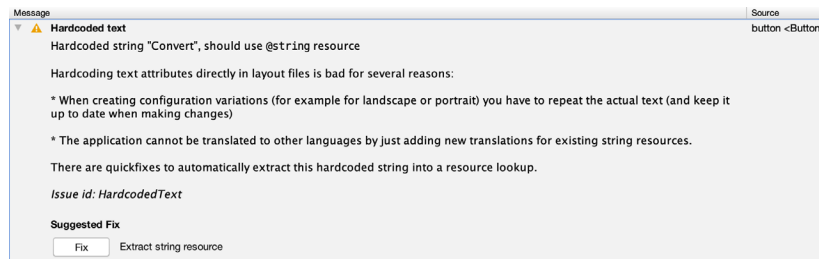 Message Source
Hardcoded text button <Button
Hardcoded string "Convert", should use @string resource
Hardcoding text attributes directly in layout files is bad for several reasons:
* When creating configuration variations (for example for landscape or portrait) you have to repeat the actual text (and keep it
up to date when making changes)
* The application cannot be translated to other languages by just adding new translations for existing string resources.
There are quickfixes to automatically extract this hardcoded string into a resource lookup.
Issue id: HardcodedText
Suggested Fix
Fix Extract string resource